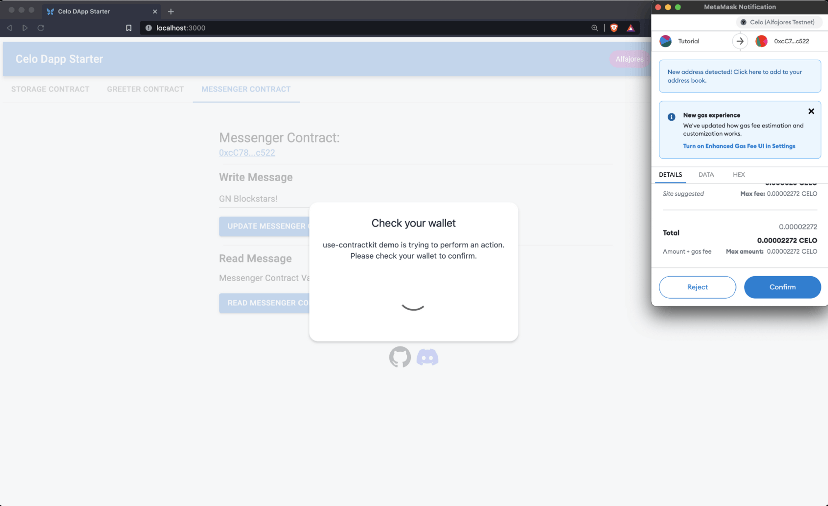 Celo DApp Starter
localhost:3000
Celo Dapp Starter
Alfajores
STORAGE CONTRACT
GREETER CONTRACT
MESSENGER CONTRACT
Messenger Contract:
0xcC78...c522
Write Message
GN Blockstars!
UPDATE MESSENGER
Read Message
Messenger Contract Va
READ MESSENGER CO
Check your wallet
use-contractkit demo is trying to perform an action.
Please check your wallet to confirm.
MetaMask Notification
Celo (Alfajores Testnet)
Tutorial
0xcC7...c522
New address detected! Click here to add to your
address book.
New gas experience
We've updated how gas fee estimation and
customization works.
Turn on Enhanced Gas Fee UI in Settings
DETAILS
DATA
HEX
Site suggested
Max fee: 0.00002272 CELO
0.00002272
Total
0.00002272 CELO
Amount + gas fee
Max amount: 0.00002272 CELO
Reject
Confirm